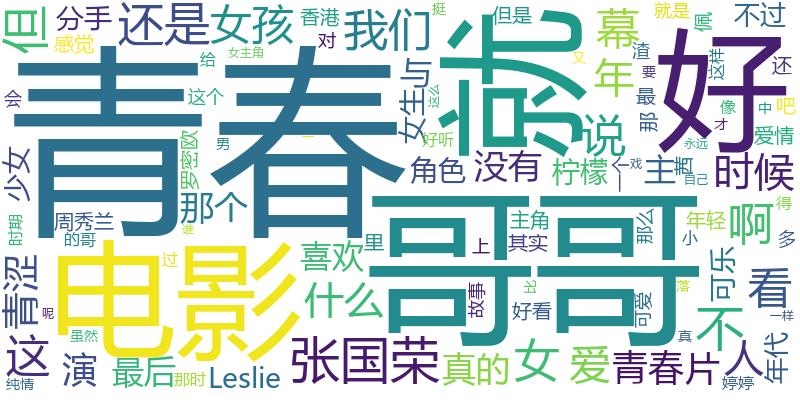 但
分手
还是
女孩
香港
我们
但是
幕
就是
佩
不过
感觉
女主角
给
对
挺
就
年
渣
要
这样
好
还
会
青春
这个
男
一
女生
与
好听
这么
又
说
最
那
像
中
吧
才
爱情
少女
罗密欧
那个
角色
没有
柠檬
个
戏
主
茜
永远
自己
时候
时期
周秀兰
的哥
谁
哥哥
主角
那么
年轻
小
啊
得
多
青涩
呢
电影
过
喜欢
里
什么
上
其实
故事
好看
比
可爱
落
不
可乐
真
看
一样
这
虽然
纯情
演
最后
那时
Leslie
张国荣
真的
女
爱
青春片
人
婷婷
年代